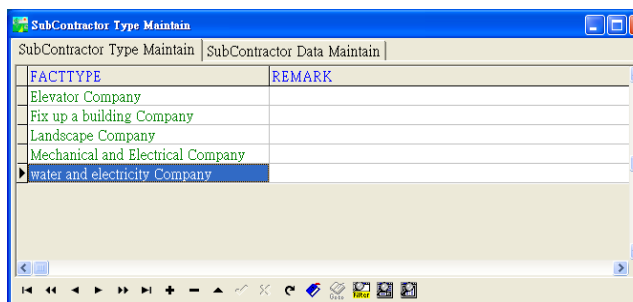 SubContractor Type Maintain
SubContractor Type Maintain SubContractor Data Maintain
FACTTYPE REMARK
Elevator Company
Fix up a building Company
Landscape Company
Mechanical and Electrical Company
water and electricity Company
Goto Filter